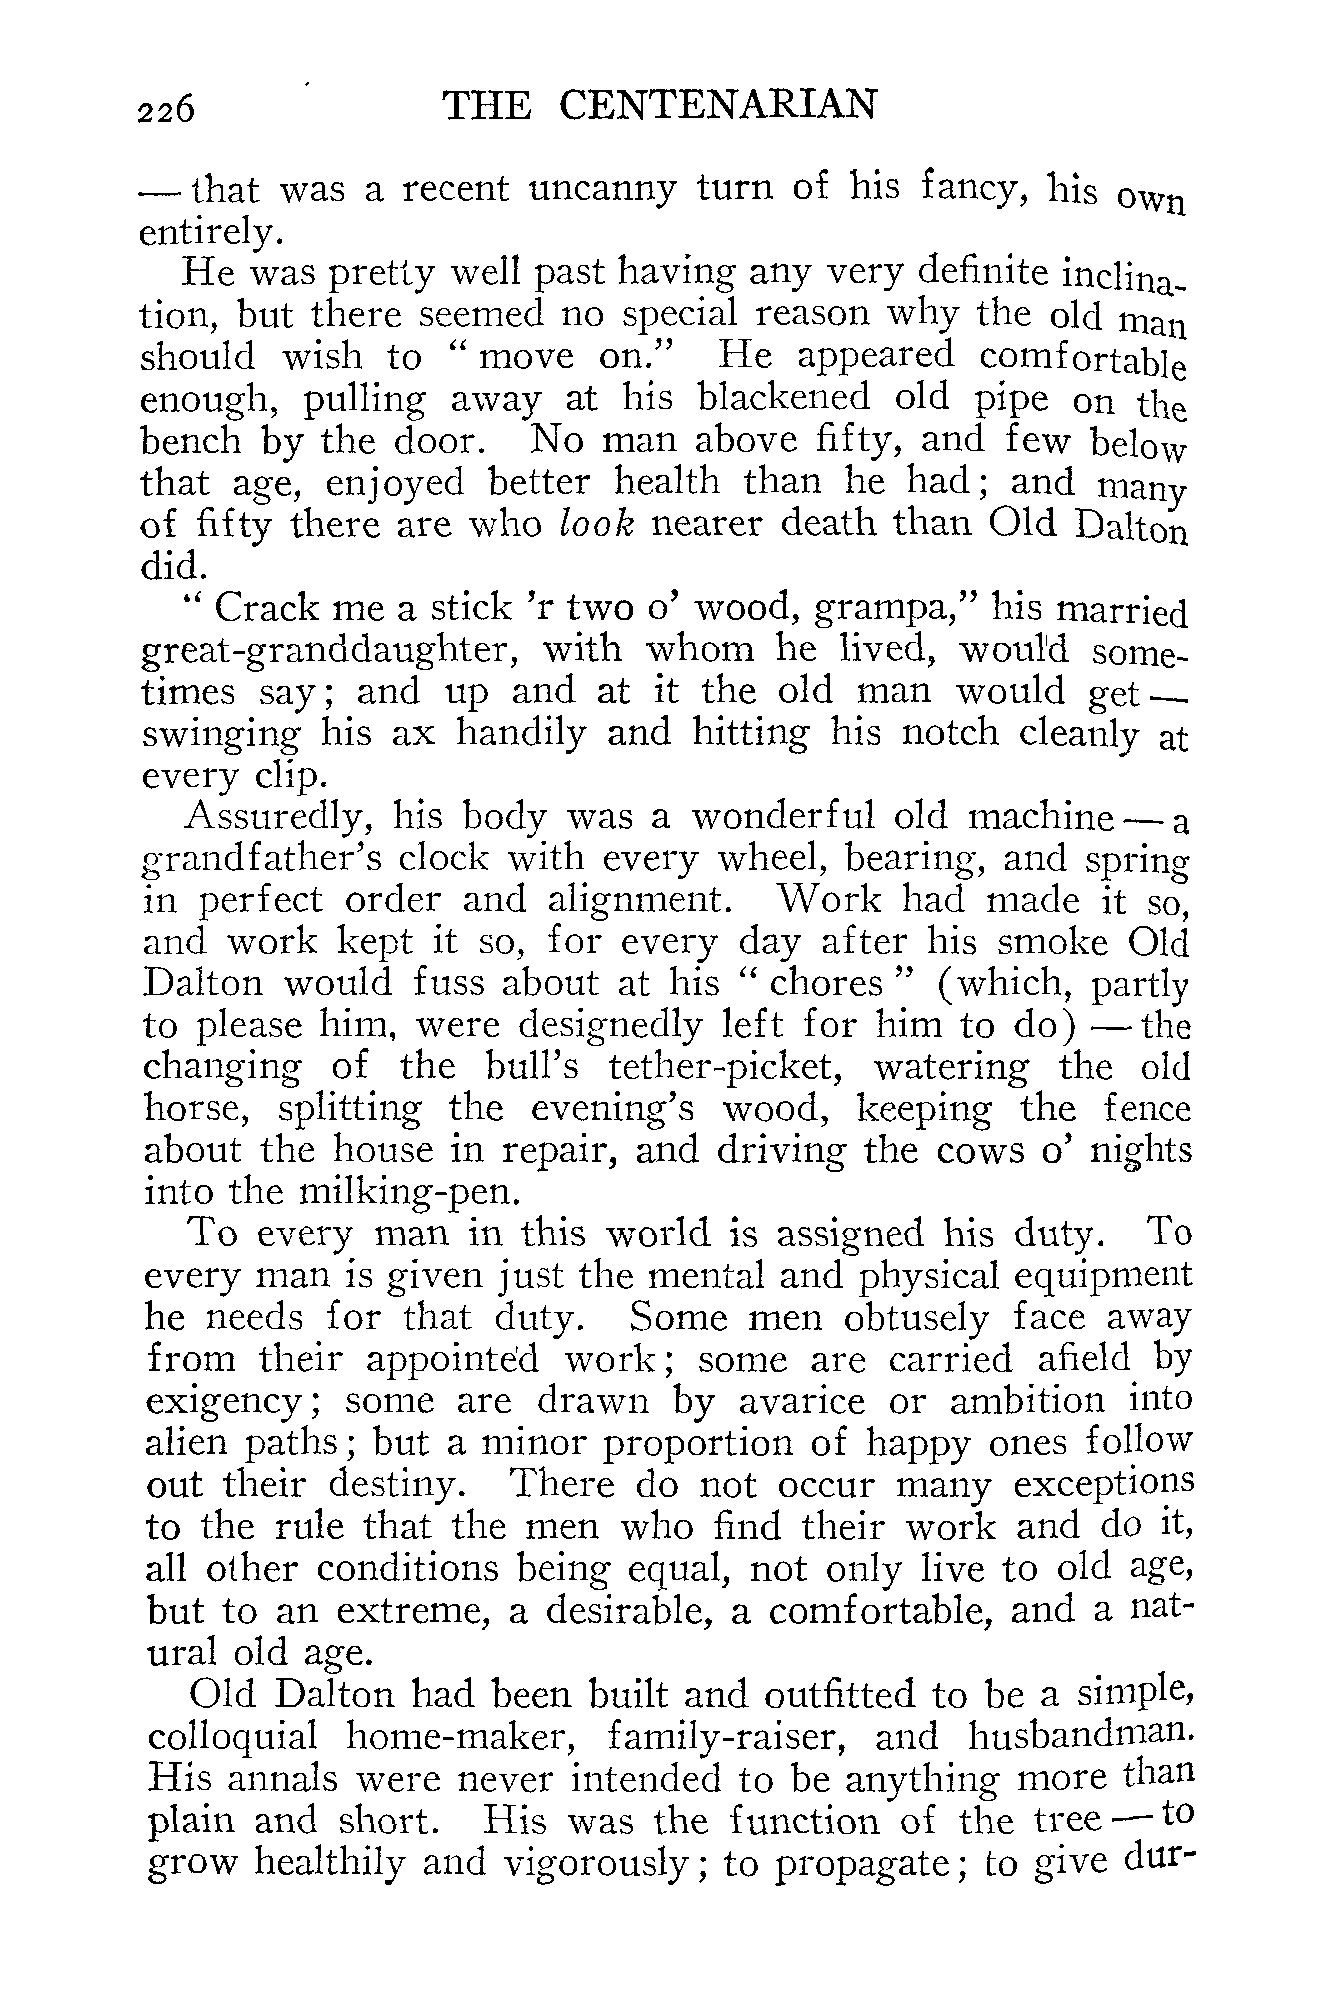 226 THE CENTENARIAN
— that was a recent uncanny turn of his fancy, his own
entirely.
He was pretty well past having any very definite inclina-
tion, but there seemed no special reason why the old man
should wish to “ move on.” He appeared comfortable
enough, pulling away at his blackened old pipe on the
bench by the door. No man above fifty, and few below
that age, enjoyed better health than he had; and many
of fifty there are who look nearer death than Old Dalton
did.
“ Crack me a stick ’r two o’ wood, grampa,” his married
great-granddaughter, with whom he lived, would some-
times say; and up and at it the old man would get —
swinging his ax handily and hitting his notch cleanly at
every clip.
Assuredly, his body was a wonderful old machine — a
grandfather’s clock with every wheel, bearing, and spring
in perfect order and alignment. Work had made it so,
and work kept it so, for every day after his smoke Old
Dalton would fuss about at his “ chores ” (which, partly
to please him, were designedly left for him to do) — the
changing of the bull’s tether-picket, watering the old
horse, splitting the evening’s wood, keeping the fence
about the house in repair, and driving the cows o’ nights
into the milking-pen.
To every man in this world is assigned his duty. To
every man is given just the mental and physical equipment
he needs for that duty. Some men obtusely face away
from their appointed work; some are carried afield by
exigency; some are drawn by avarice or ambition into
alien paths; but a minor proportion of happy ones follow
out their destiny. There do not occur many exceptions
to the rule that the men who find their work and do it,
all other conditions being equal, not only live to old age,
but to an extreme, a desirable, a comfortable, and a nat-
ural old age.
Old Dalton had been built and outfitted to be a simple,
colloquial home-maker, family-raiser, and husbandman.
His annals were never intended to be anything more than
plain and short. His was the function of the tree — to
grow healthily and vigorously; to propagate; to give dur-